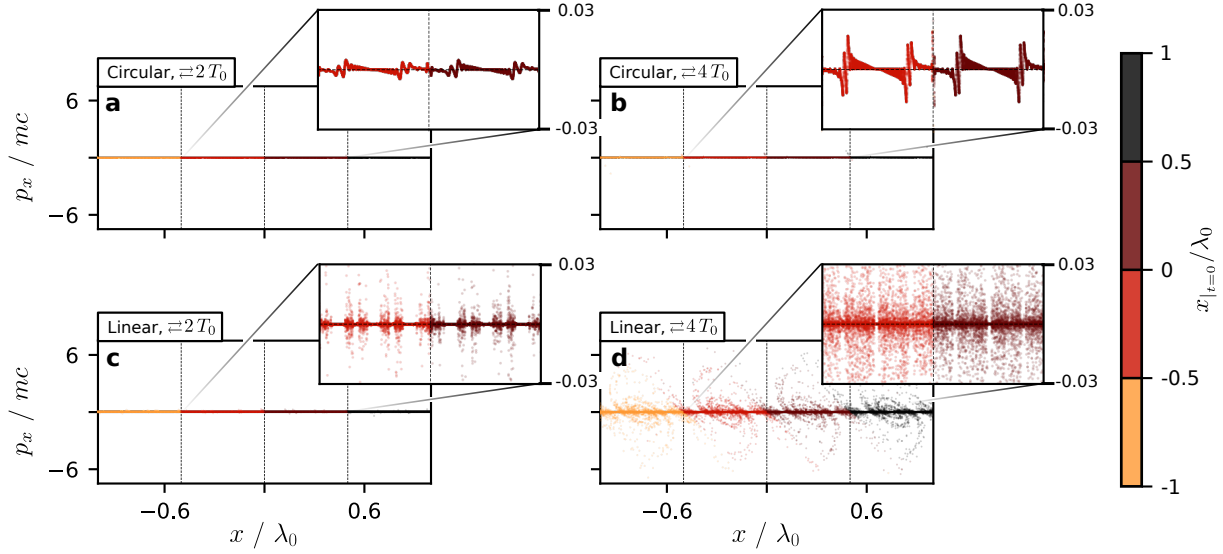 0.03
0.03
Circular, ⇄2 T₀
Circular, ⇄4 T₀
a
b
6
-0.03
-0.03
pₓ / mc
−6
0.03
0.03
Linear, ⇄2 T₀
Linear, ⇄4 T₀
c
d
6
-0.03
-0.03
pₓ / mc
−6
−0.6
0.6
−0.6
0.6
x / λ₀
x / λ₀
1
0.5
0
-0.5
-1
x|t=0/λ₀